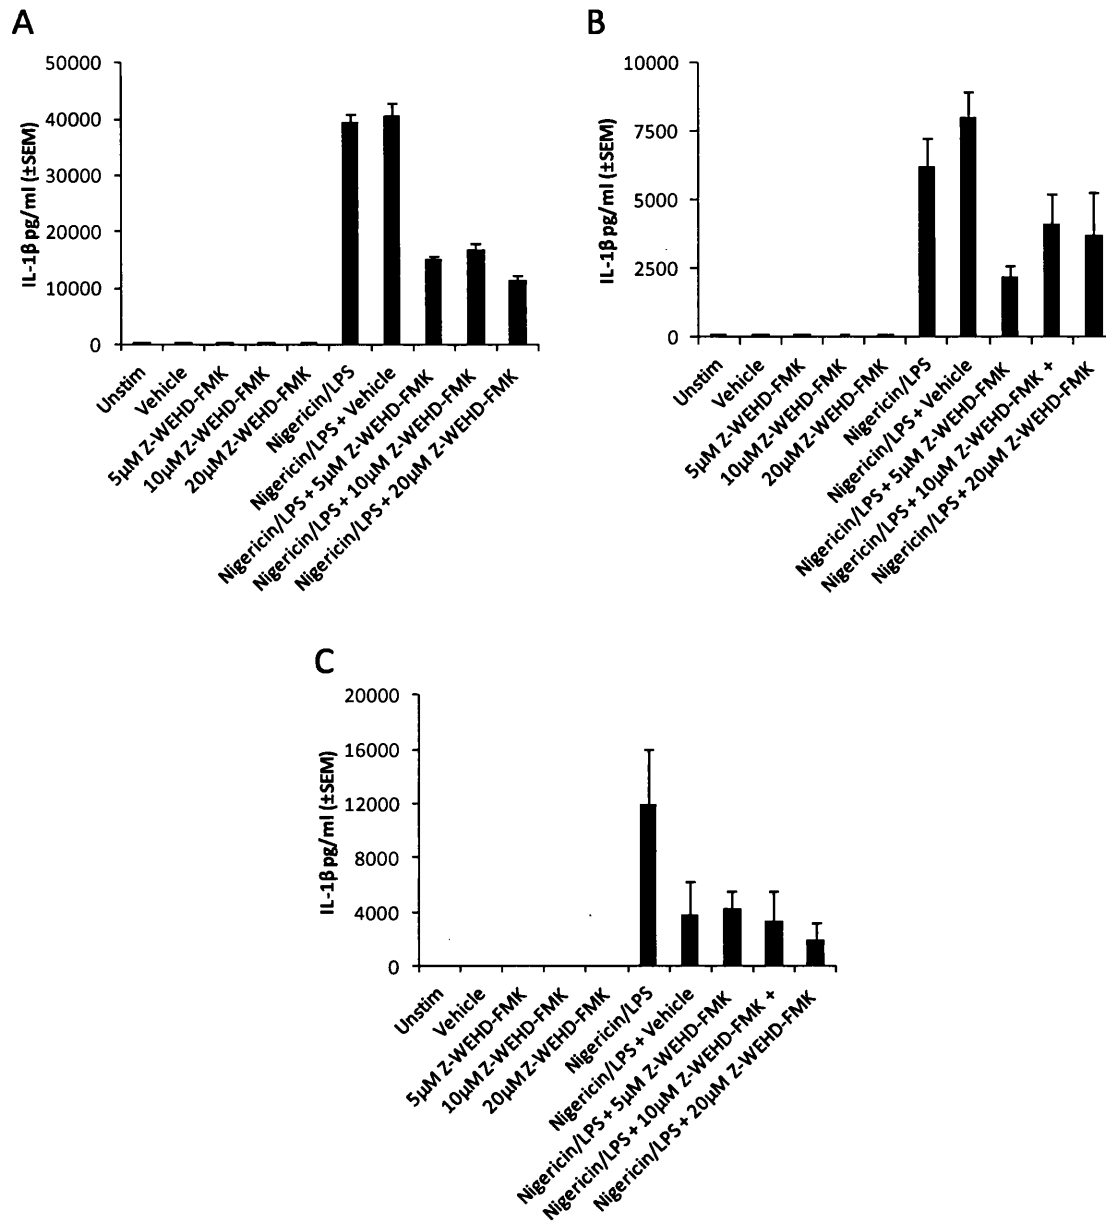 A
IL-1β pg/ml (±SEM)
50000
40000
30000
20000
10000
0
Unstim
Vehicle
5µM Z-WEHD-FMK
10µM Z-WEHD-FMK
20µM Z-WEHD-FMK
Nigericin/LPS
Nigericin/LPS + Vehicle
Nigericin/LPS + 5µM Z-WEHD-FMK
Nigericin/LPS + 10µM Z-WEHD-FMK
Nigericin/LPS + 20µM Z-WEHD-FMK
B
IL-1β pg/ml (±SEM)
10000
7500
5000
2500
0
Unstim
Vehicle
5µM Z-WEHD-FMK
10µM Z-WEHD-FMK
20µM Z-WEHD-FMK
Nigericin/LPS
Nigericin/LPS + Vehicle
Nigericin/LPS + 5µM Z-WEHD-FMK
Nigericin/LPS + 10µM Z-WEHD-FMK +
Nigericin/LPS + 20µM Z-WEHD-FMK
C
IL-1β pg/ml (±SEM)
20000
16000
12000
8000
4000
0
Unstim
Vehicle
5µM Z-WEHD-FMK
10µM Z-WEHD-FMK
20µM Z-WEHD-FMK
Nigericin/LPS
Nigericin/LPS + Vehicle
Nigericin/LPS + 5µM Z-WEHD-FMK
Nigericin/LPS + 10µM Z-WEHD-FMK +
Nigericin/LPS + 20µM Z-WEHD-FMK